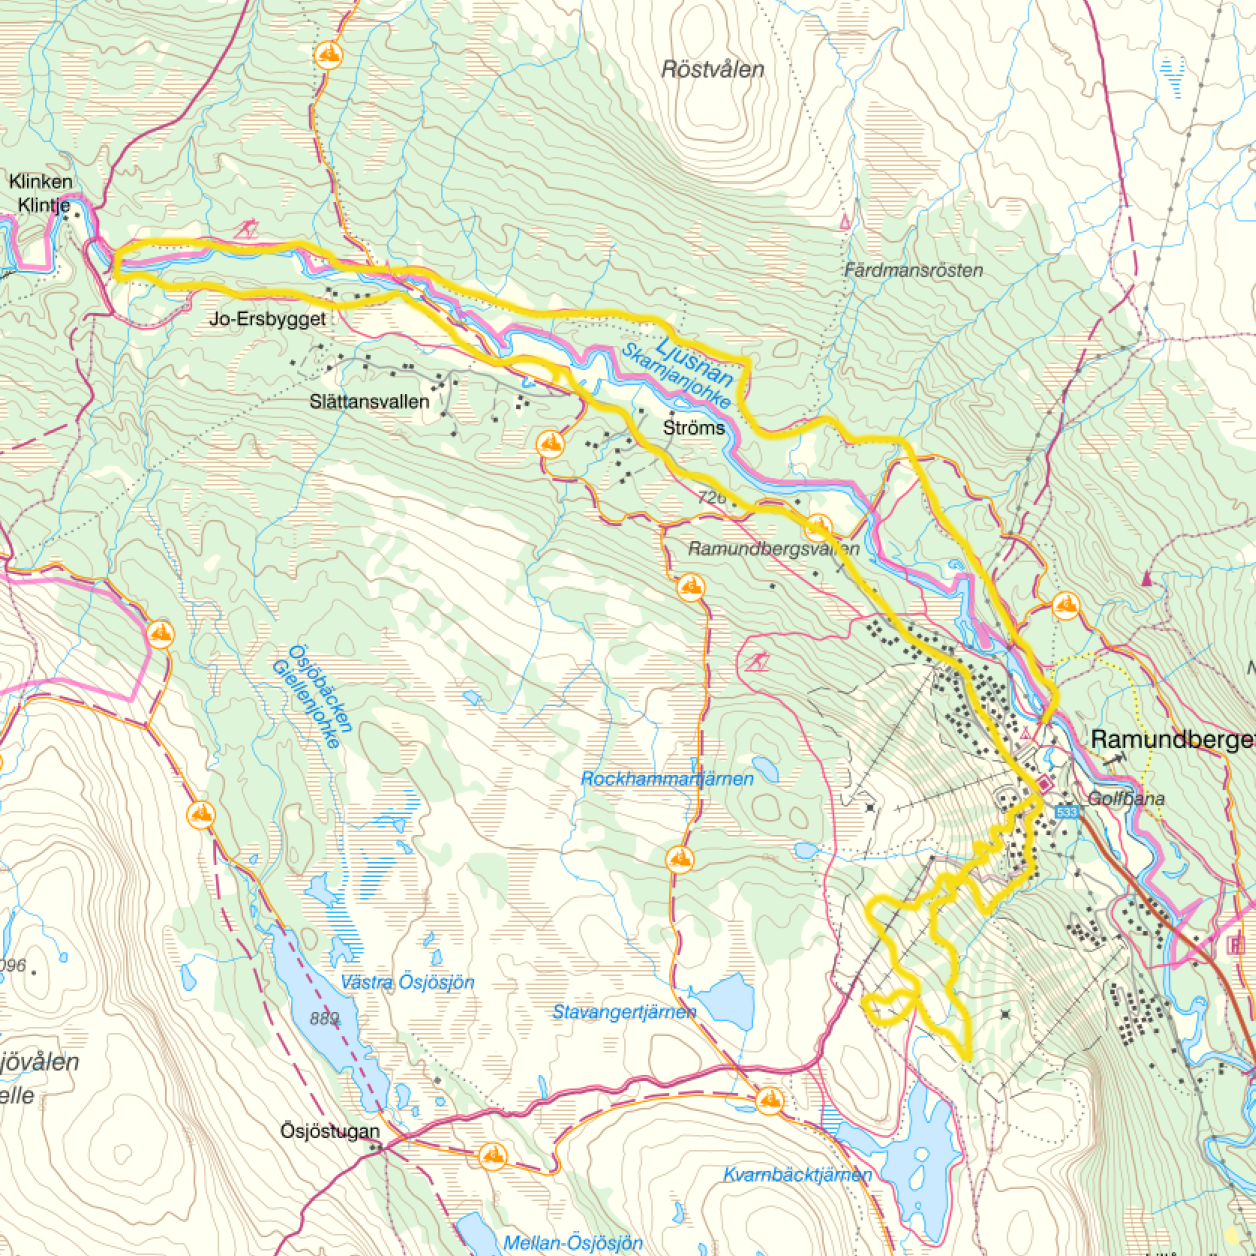 Röstvålen
Klinken
Klintje
Färdmansrösten
Jo-Ersbygget
Ljusnan
Skarnjanjohke
Slättansvallen
Ströms
726
Ramundbergsvallen
Ösjöbäcken
Giellenjohke
Ramundberget
Rockhammartjärnen
Golfbana
533
096
Västra Ösjösjön
889
Stavangertjärnen
P
jövålen
elle
Ösjöstugan
Kvarnbäcktjärnen
Mellan-Ösjösjön